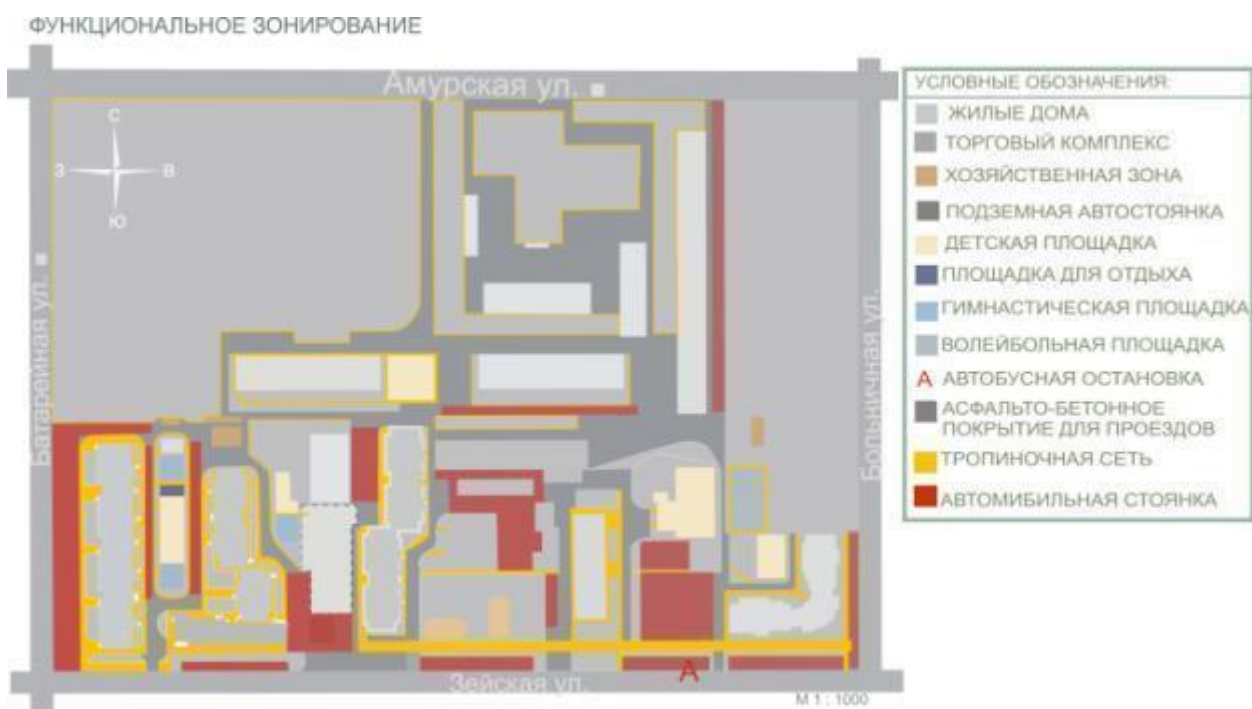 ФУНКЦИОНАЛЬНОЕ ЗОНИРОВАНИЕ
Амурская ул.
С
З
В
Ю
Батарейная ул.
Больничная ул.
Зейская ул.
А
М 1 : 1000
УСЛОВНЫЕ ОБОЗНАЧЕНИЯ:
ЖИЛЫЕ ДОМА
ТОРГОВЫЙ КОМПЛЕКС
ХОЗЯЙСТВЕННАЯ ЗОНА
ПОДЗЕМНАЯ АВТОСТОЯНКА
ДЕТСКАЯ ПЛОЩАДКА
ПЛОЩАДКА ДЛЯ ОТДЫХА
ГИМНАСТИЧЕСКАЯ ПЛОЩАДКА
ВОЛЕЙБОЛЬНАЯ ПЛОЩАДКА
А АВТОБУСНАЯ ОСТАНОВКА
АСФАЛЬТО-БЕТОННОЕ
ПОКРЫТИЕ ДЛЯ ПРОЕЗДОВ
ТРОПИНОЧНАЯ СЕТЬ
АВТОМИБИЛЬНАЯ СТОЯНКА